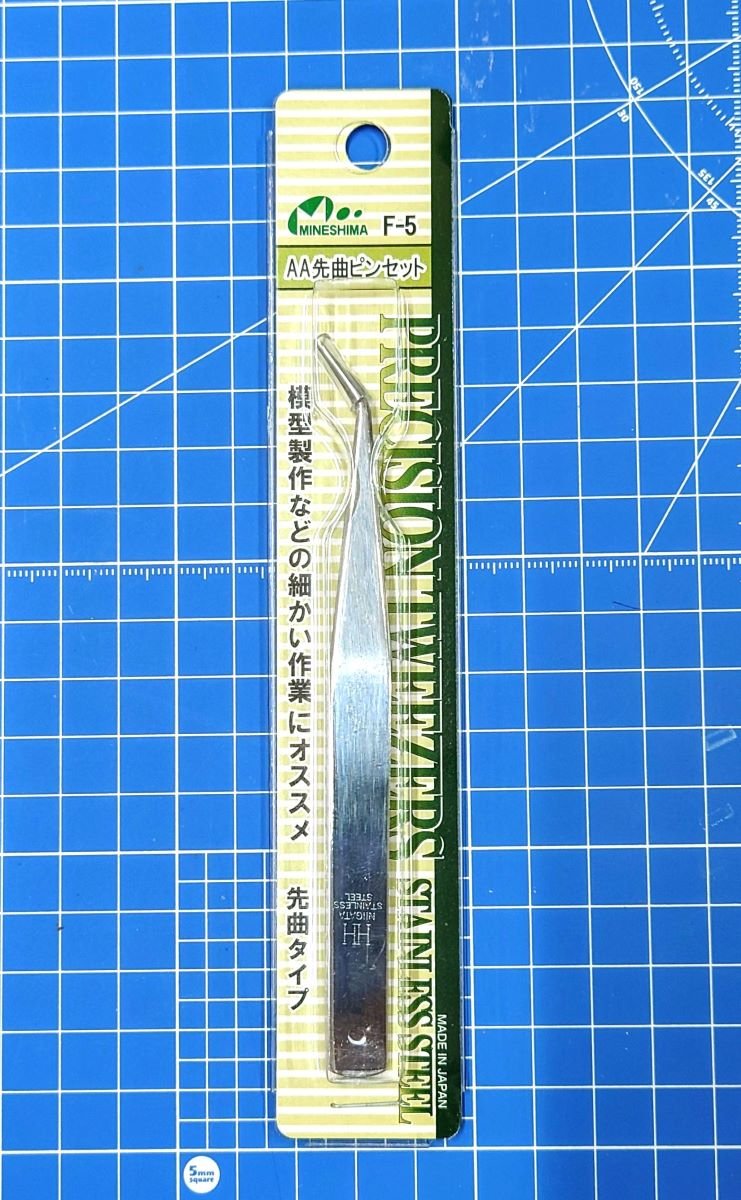 MINESHIMA
F-5
AA先曲ピンセット
模型製作などの細かい作業にオススメ
先曲タイプ
PRECISION TWEEZERS STAINLESS STEEL
MADE IN JAPAN
NIIGATA
STAINLESS
STEEL
HH
150
30
135
45
5mm
square